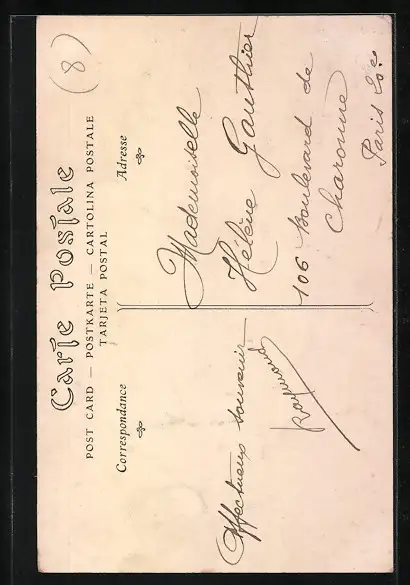 (8)
Carte Postale
POST CARD — POSTKARTE — CARTOLINA POSTALE
TARJETA POSTAL
Correspondance
Affectueux souvenir
Raymond
Adresse
Mademoiselle
Hélène Gauthier
106 Boulevard de
Charonne
Paris 20e